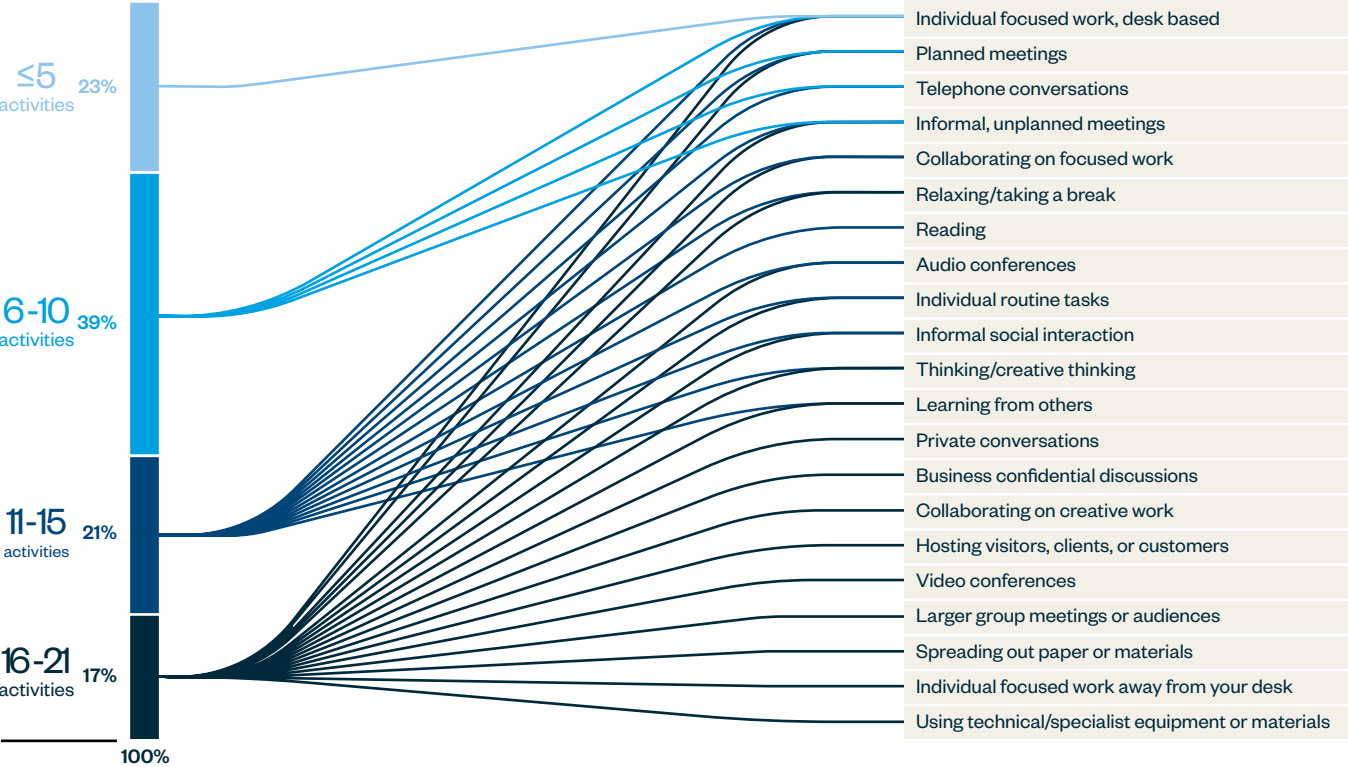 ≤5
activities
23%
6-10
activities
39%
11-15
activities
21%
16-21
activities
17%
100%
Individual focused work, desk based
Planned meetings
Telephone conversations
Informal, unplanned meetings
Collaborating on focused work
Relaxing/taking a break
Reading
Audio conferences
Individual routine tasks
Informal social interaction
Thinking/creative thinking
Learning from others
Private conversations
Business confidential discussions
Collaborating on creative work
Hosting visitors, clients, or customers
Video conferences
Larger group meetings or audiences
Spreading out paper or materials
Individual focused work away from your desk
Using technical/specialist equipment or materials